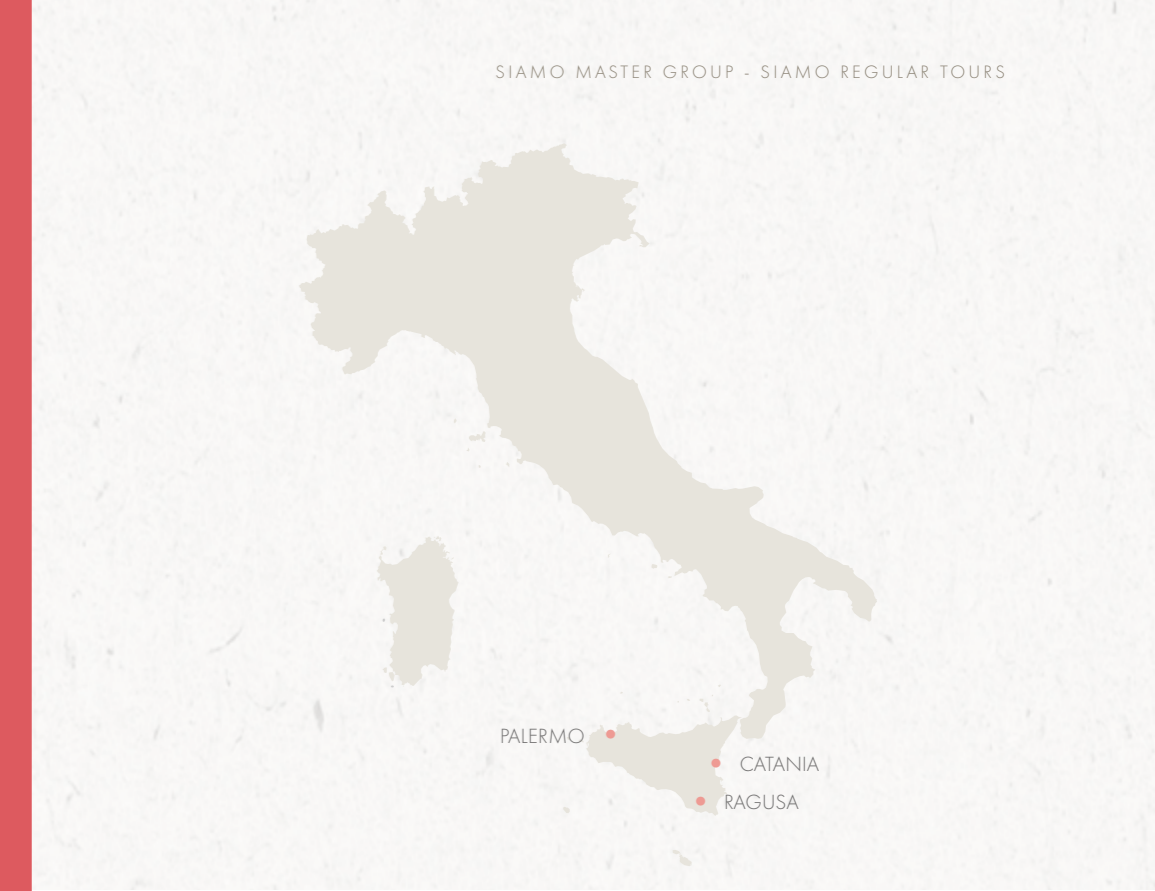 SIAMO MASTER GROUP - SIAMO REGULAR TOURS
PALERMO
CATANIA
RAGUSA